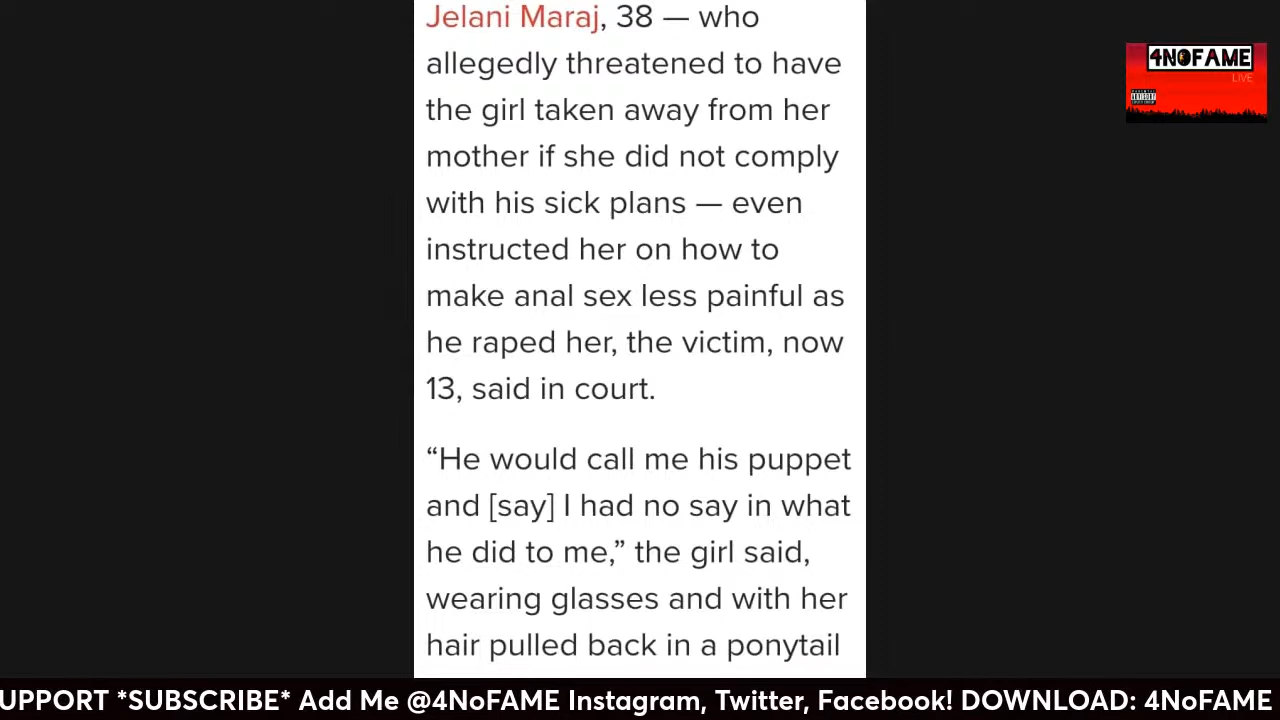 Jelani Maraj, 38 — who
allegedly threatened to have
the girl taken away from her
mother if she did not comply
with his sick plans — even
instructed her on how to
make anal sex less painful as
he raped her, the victim, now
13, said in court.
“He would call me his puppet
and [say] I had no say in what
he did to me,” the girl said,
wearing glasses and with her
hair pulled back in a ponytail
4NOFAME
LIVE
UPPORT *SUBSCRIBE* Add Me @4NoFAME Instagram, Twitter, Facebook! DOWNLOAD: 4NoFAME